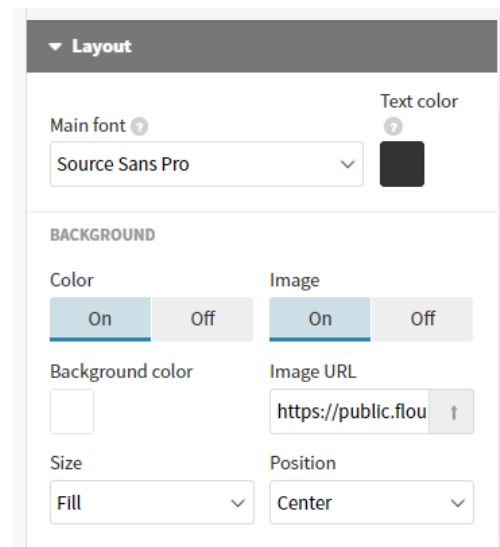 Layout
Text color
Main font ?
?
Source Sans Pro
BACKGROUND
Color Image
On Off On Off
Background color Image URL
https://public.flou
Size Position
Fill Center